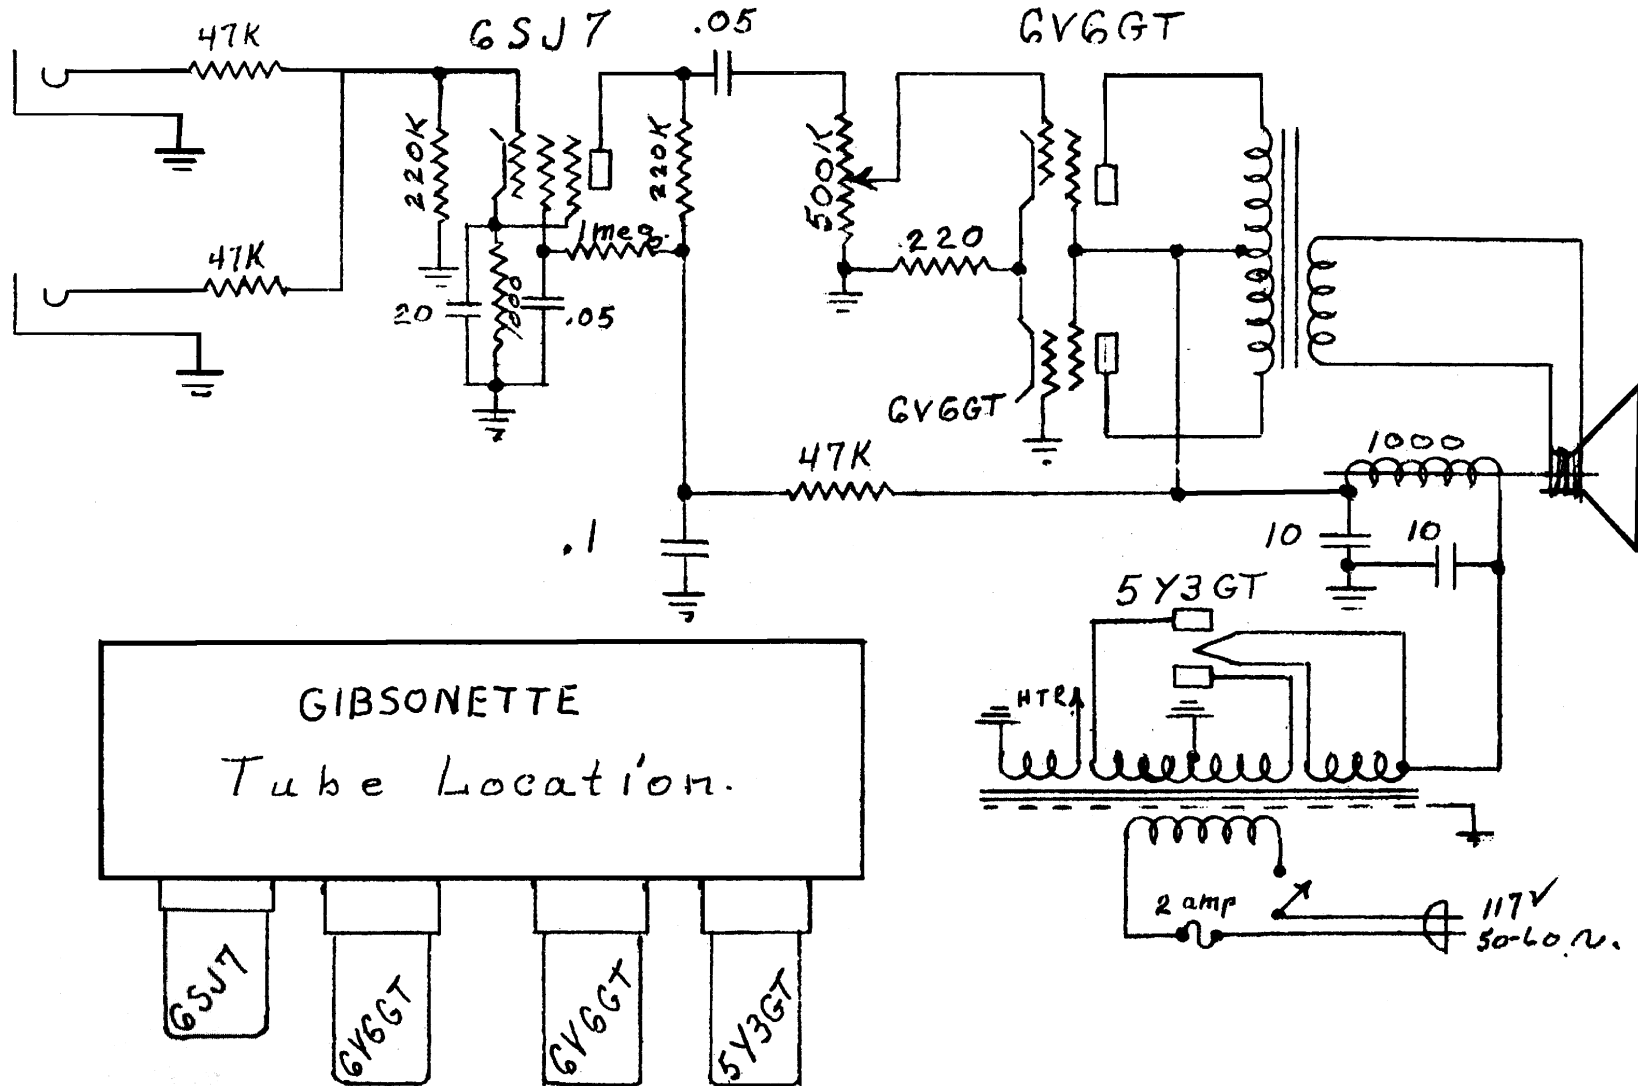 47K
6SJ7
.05
6V6GT
220K
220K
500K
1meg.
220
47K
20
1000
.05
6V6GT
47K
1000
.1
10
10
5Y3GT
GIBSONETTE
HTR
Tube Location.
2 amp
117V
50-60~.
6SJ7
6V6GT
6V6GT
5Y3GT